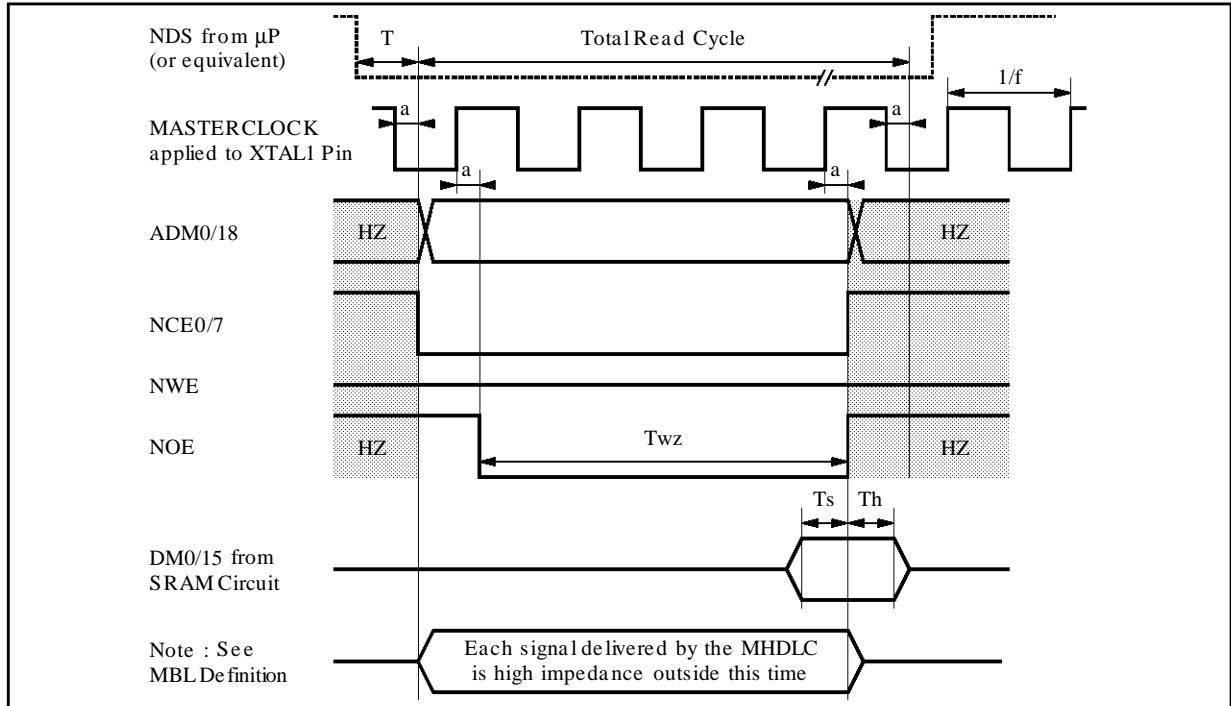 NDS from μP
(or equivalent)
T
Total Read Cycle
1/f
MASTERCLOCK
applied to XTAL1 Pin
a
a
a
a
ADM0/18
HZ
HZ
NCE0/7
NWE
NOE
HZ
Twz
HZ
Ts
Th
DM0/15 from
SRAM Circuit
Note : See
MBL Definition
Each signal delivered by the MHDLC
is high impedance outside this time